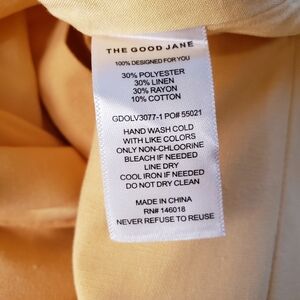 THE GOOD JANE
100% DESIGNED FOR YOU
30% POLYESTER
30% LINEN
30% RAYON
10% COTTON
GDOLV3077-1 PO# 55021
HAND WASH COLD
WITH LIKE COLORS
ONLY NON-CHLOORINE
BLEACH IF NEEDED
LINE DRY
COOL IRON IF NEEDED
DO NOT DRY CLEAN
MADE IN CHINA
RN# 146018
NEVER REFUSE TO REUSE